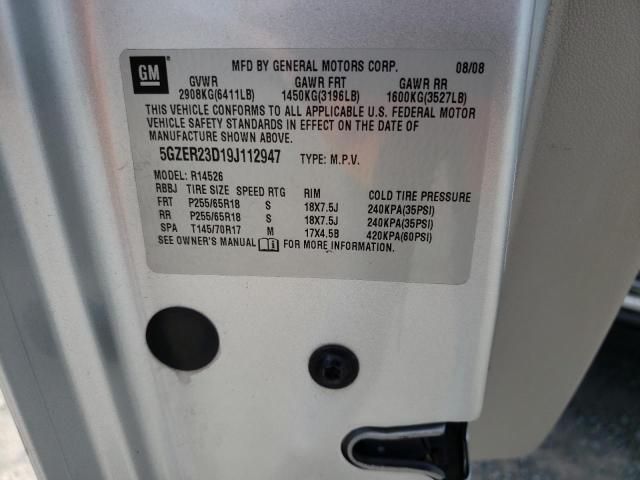 GM
MFD BY GENERAL MOTORS CORP. 08/08
GVWR GAWR FRT GAWR RR
2908KG(6411LB) 1450KG(3196LB) 1600KG(3527LB)
THIS VEHICLE CONFORMS TO ALL APPLICABLE U.S. FEDERAL MOTOR
VEHICLE SAFETY STANDARDS IN EFFECT ON THE DATE OF
MANUFACTURE SHOWN ABOVE.
5GZER23D19J112947 TYPE: M.P.V.
MODEL: R14526
RBBJ TIRE SIZE SPEED RTG RIM COLD TIRE PRESSURE
FRT P255/65R18 S 18X7.5J 240KPA(35PSI)
RR P255/65R18 S 18X7.5J 240KPA(35PSI)
SPA T145/70R17 M 17X4.5B 420KPA(60PSI)
SEE OWNER'S MANUAL FOR MORE INFORMATION.